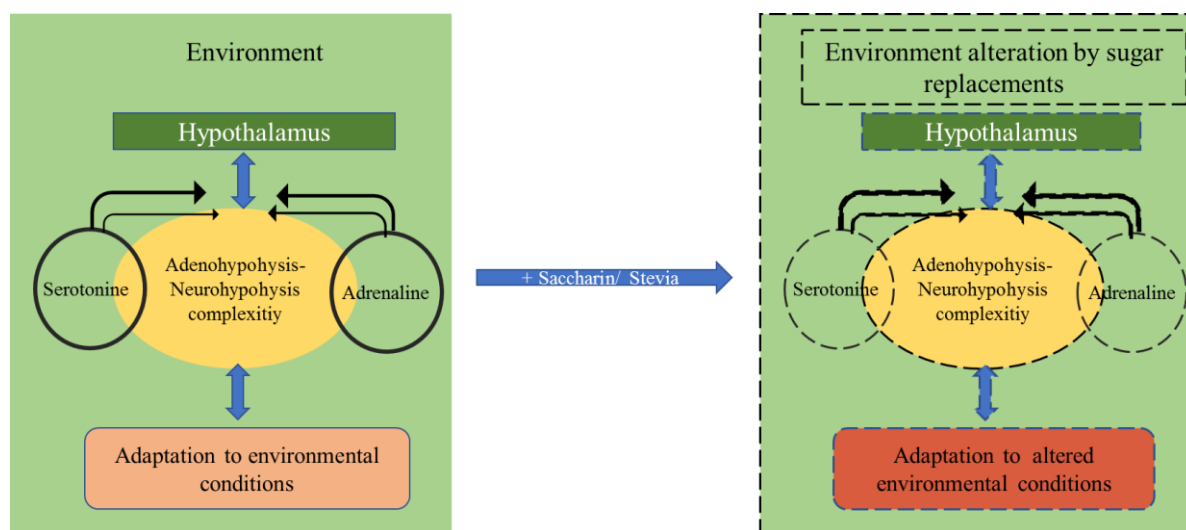 Environment
Hypothalamus
Serotonine
Adenohypohysis-
Neurohypohysis
complexitiy
Adrenaline
Adaptation to environmental
conditions
+ Saccharin/ Stevia
Environment alteration by sugar
replacements
Hypothalamus
Serotonine
Adenohypohysis-
Neurohypohysis
complexitiy
Adrenaline
Adaptation to altered
environmental conditions